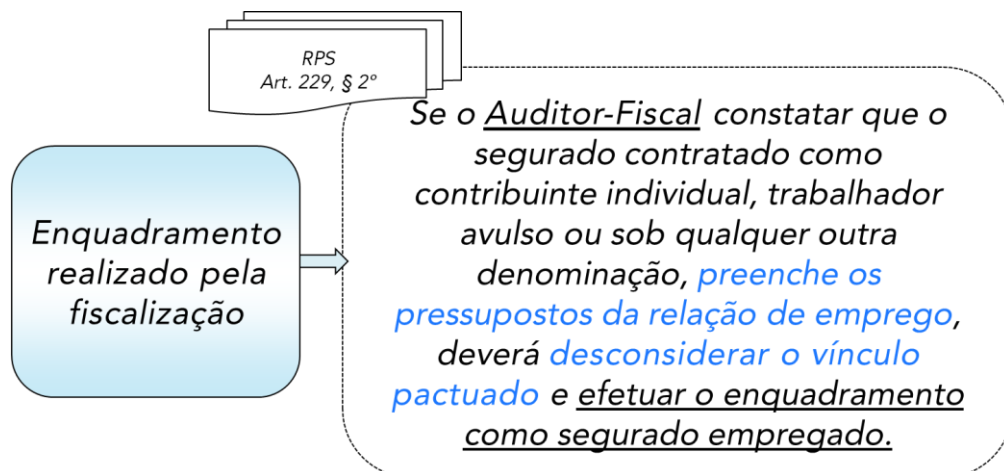 RPS
Art. 229, § 2º
Enquadramento
realizado pela
fiscalização
Se o Auditor-Fiscal constatar que o
segurado contratado como
contribuinte individual, trabalhador
avulso ou sob qualquer outra
denominação, preenche os
pressupostos da relação de emprego,
deverá desconsiderar o vínculo
pactuado e efetuar o enquadramento
como segurado empregado.